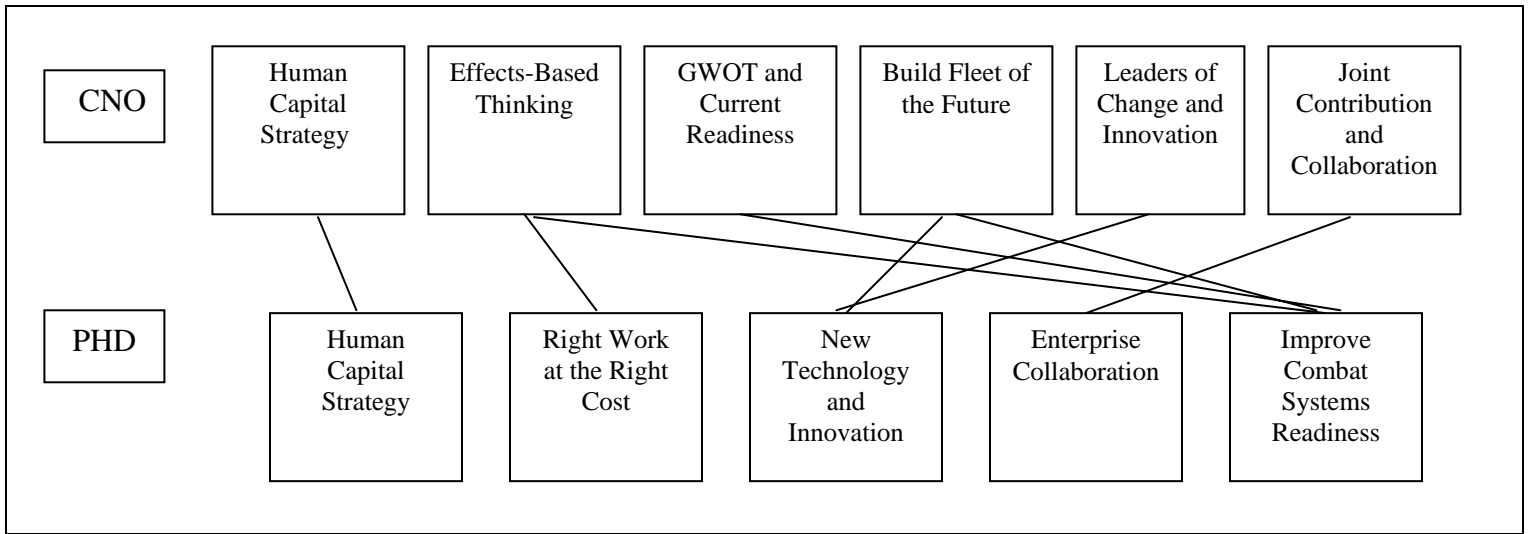 CNO
Human
Capital
Strategy
Effects-Based
Thinking
GWOT and
Current
Readiness
Build Fleet of
the Future
Leaders of
Change and
Innovation
Joint
Contribution
and
Collaboration
PHD
Human
Capital
Strategy
Right Work
at the Right
Cost
New
Technology
and
Innovation
Enterprise
Collaboration
Improve
Combat
Systems
Readiness